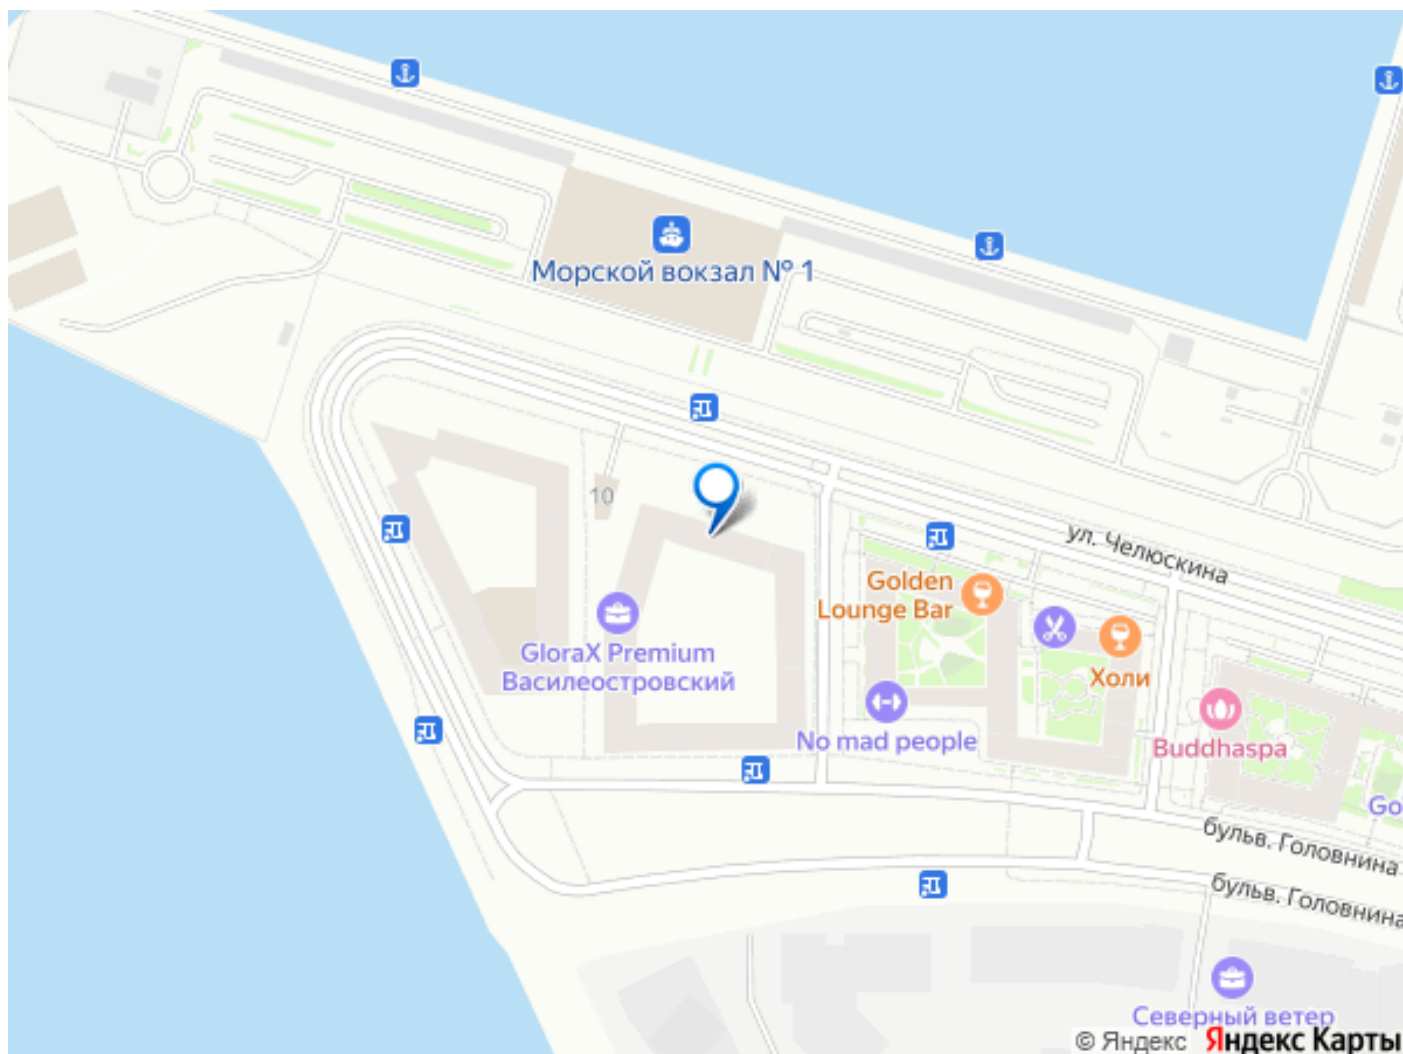 Морской вокзал № 1
ул. Челюскина
10
Golden
Lounge Bar
GloraX Premium
Василеостровский
Холи
No mad people
Buddhaspa
Go
бульв. Головнина
бульв. Головнина
Северный ветер
© Яндекс Яндекс Карты